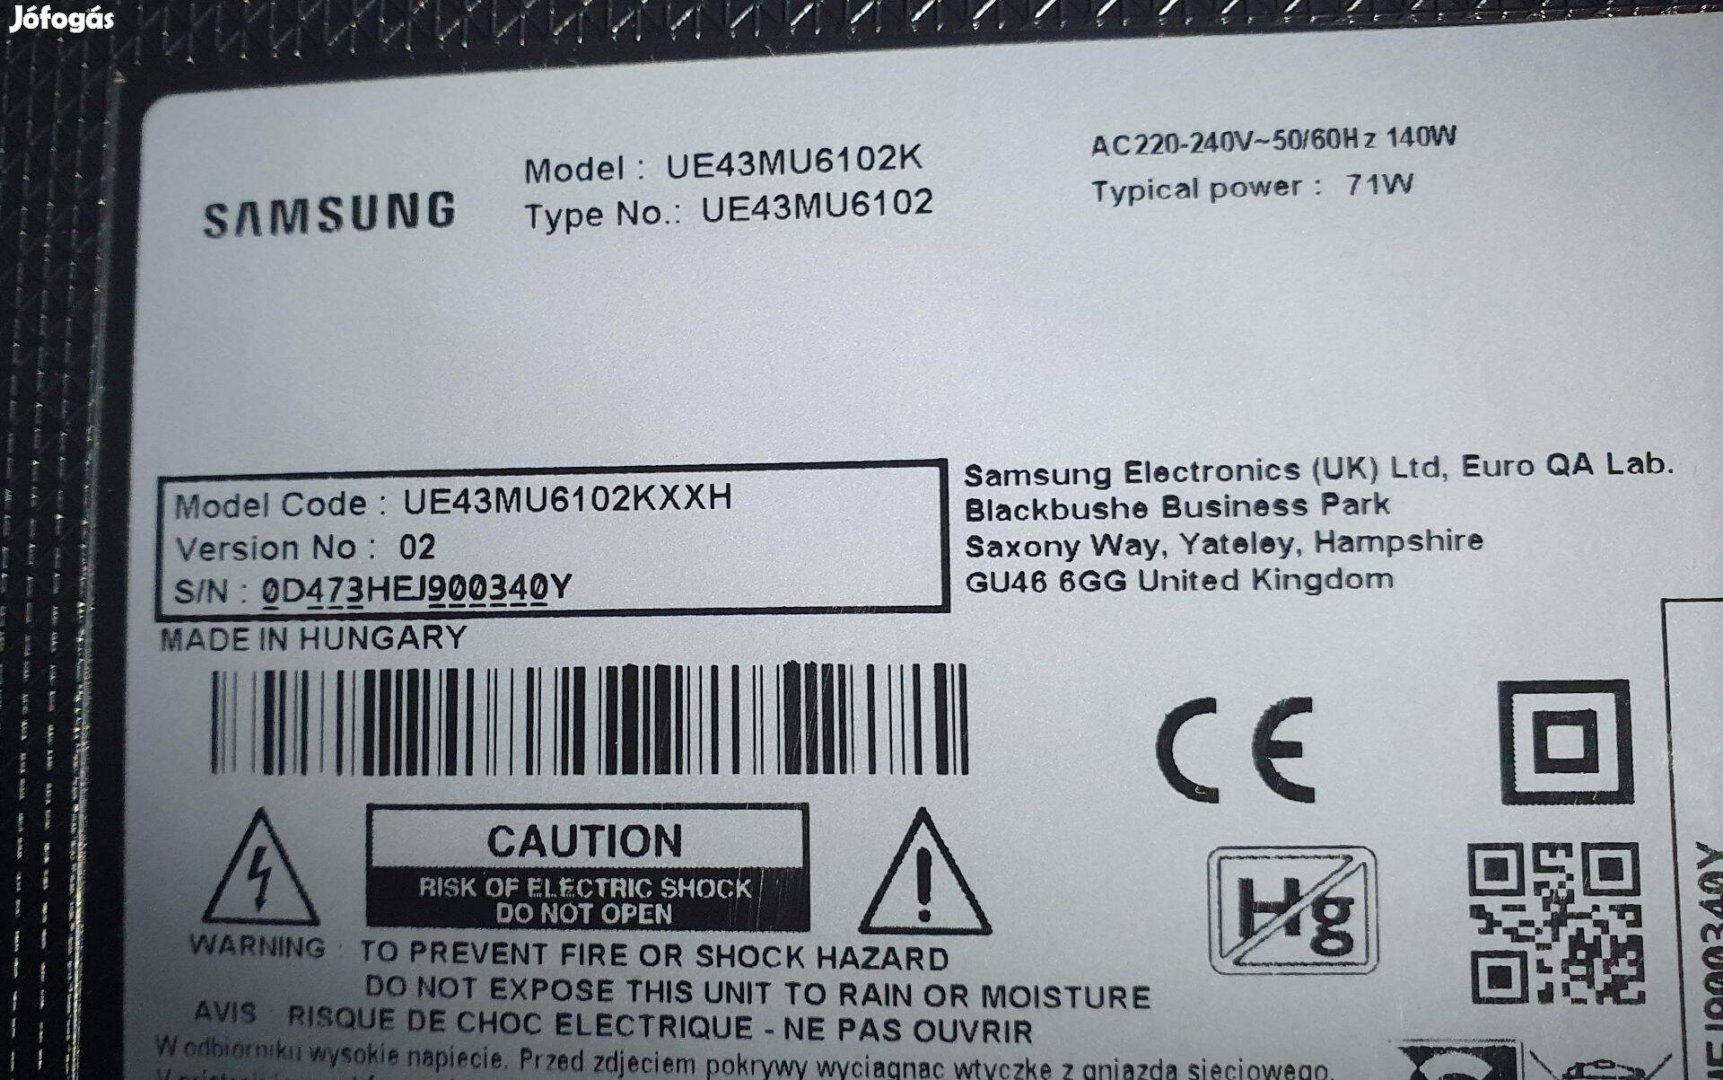 Jófogás
SAMSUNG
Model : UE43MU6102K
Type No.: UE43MU6102
AC220-240V~50/60Hz 140W
Typical power : 71W
Model Code : UE43MU6102KXXH
Version No : 02
S/N : 0D473HEJ900340Y
MADE IN HUNGARY
Samsung Electronics (UK) Ltd, Euro QA Lab.
Blackbushe Business Park
Saxony Way, Yateley, Hampshire
GU46 6GG United Kingdom
CE
CAUTION
RISK OF ELECTRIC SHOCK
DO NOT OPEN
Hg
WARNING : TO PREVENT FIRE OR SHOCK HAZARD
DO NOT EXPOSE THIS UNIT TO RAIN OR MOISTURE
AVIS : RISQUE DE CHOC ELECTRIQUE - NE PAS OUVRIR
W odbiorniku wysokie napiecie. Przed zdjeciem pokrywy wyciagnac wtyczke z gniazda sieciowego.